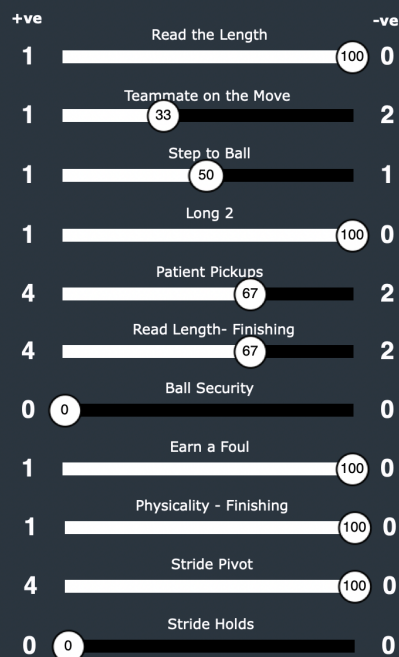 +ve -ve
Read the Length
1 100 0
Teammate on the Move
1 33 2
Step to Ball
1 50 1
Long 2
1 100 0
Patient Pickups
4 67 2
Read Length- Finishing
4 67 2
Ball Security
0 0 0
Earn a Foul
1 100 0
Physicality - Finishing
1 100 0
Stride Pivot
4 100 0
Stride Holds
0 0 0